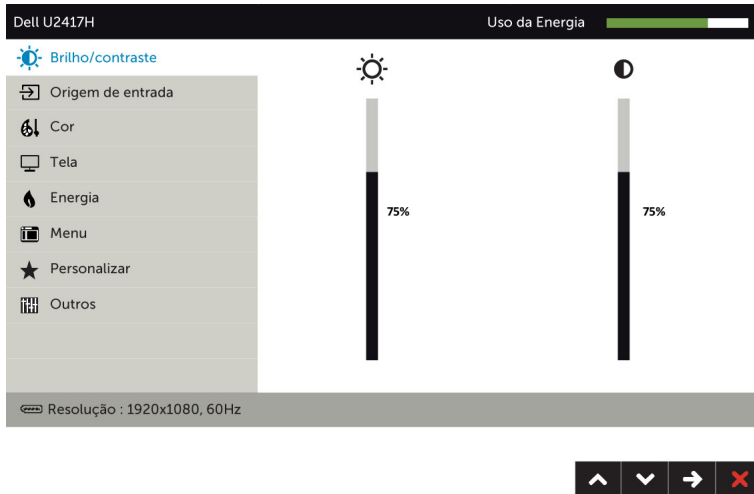 Dell U2417H
Uso da Energia
Brilho/contraste
Origem de entrada
Cor
Tela
Energia
Menu
Personalizar
Outros
75%
75%
Resolução : 1920x1080, 60Hz